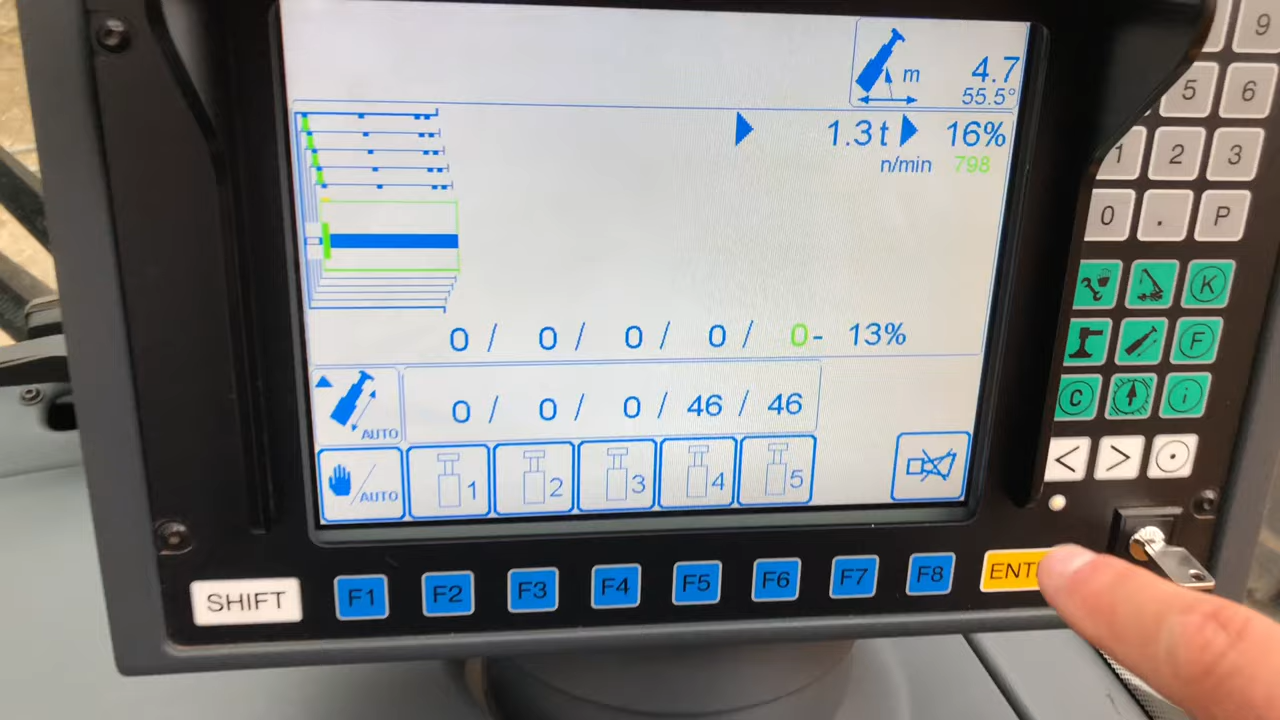 m 4.7
55.5°
1.3 t 16%
n/min 798
0 / 0 / 0 / 0 / 0- 13%
AUTO 0 / 0 / 0 / 46 / 46
/AUTO 1 2 3 4 5
SHIFT F1 F2 F3 F4 F5 F6 F7 F8
9
5 6
1 2 3
0 . P
K
F
C i
< >